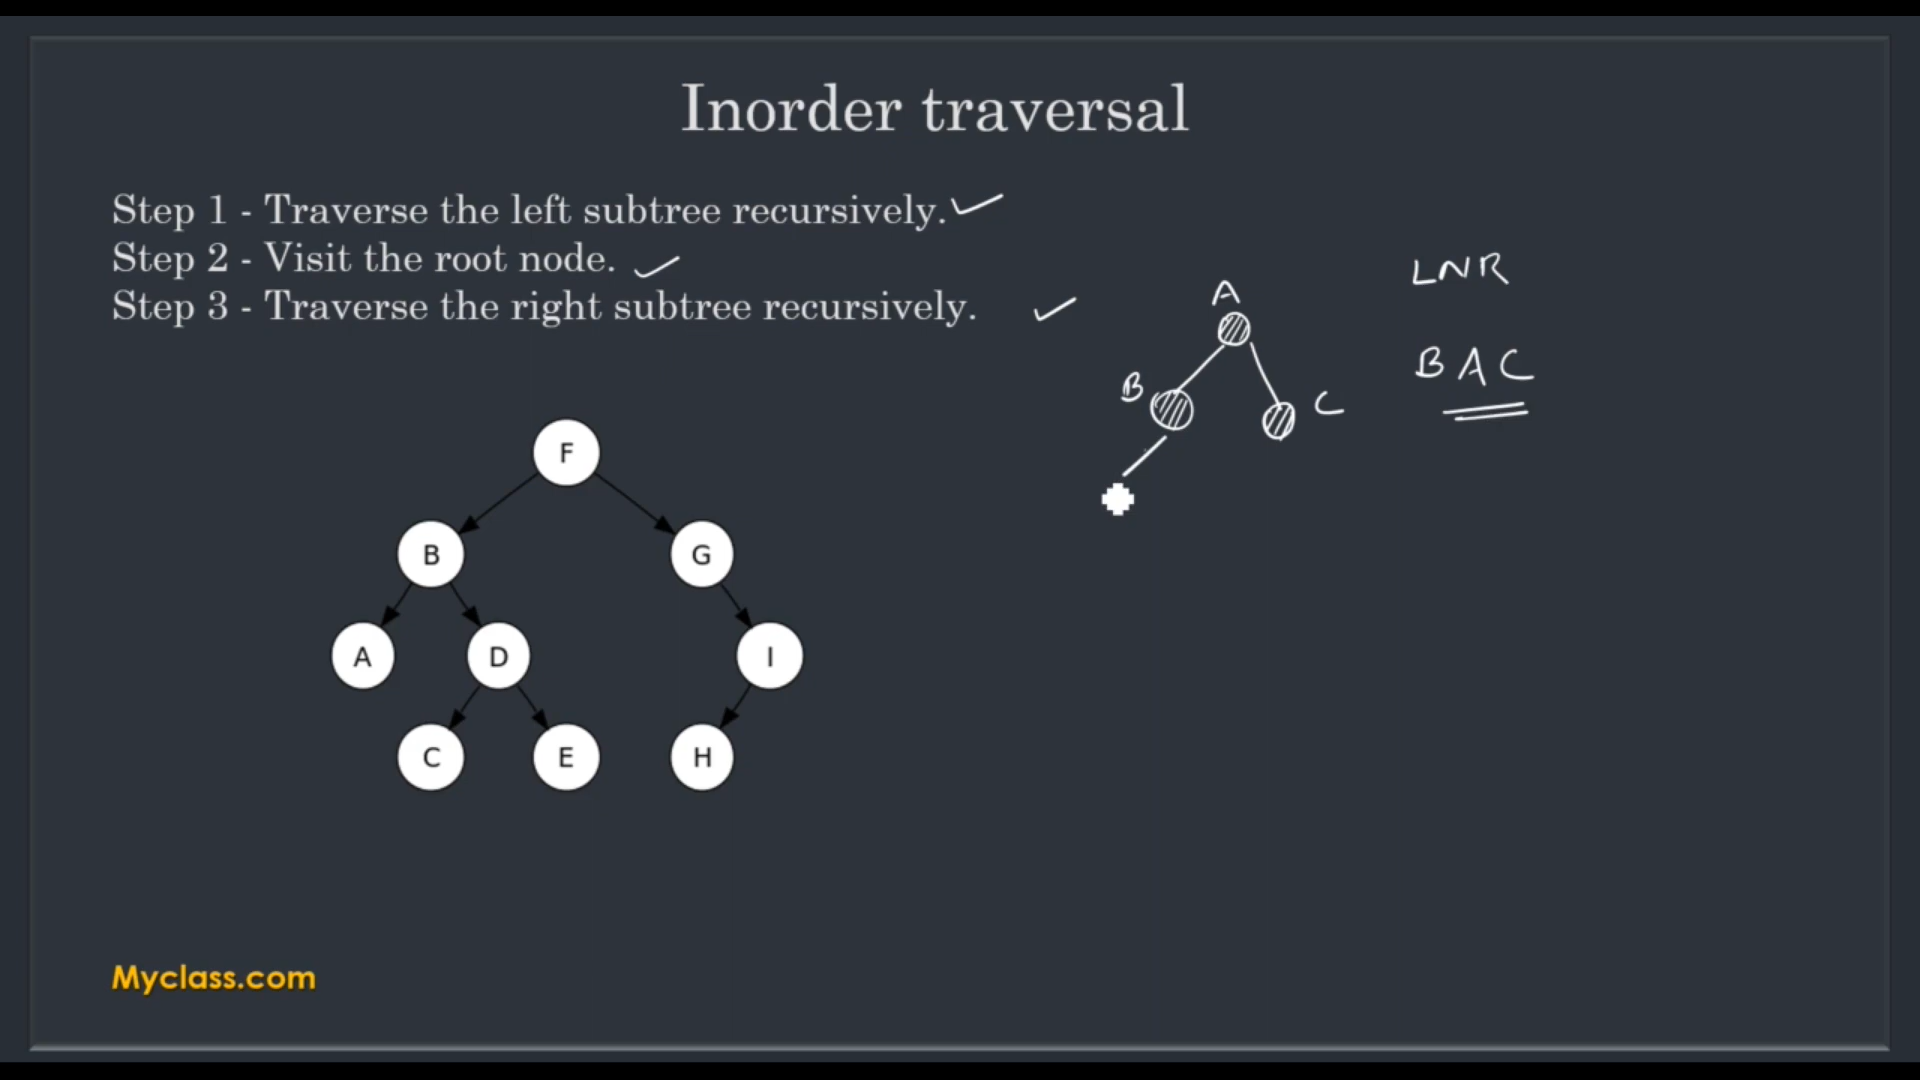 Inorder traversal
Step 1 - Traverse the left subtree recursively.
Step 2 - Visit the root node.
Step 3 - Traverse the right subtree recursively.
LNR
A
B A C
B
C
F
B
G
A
D
I
C
E
H
Myclass.com